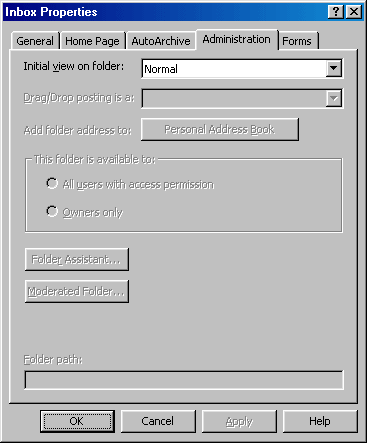 Inbox Properties
General Home Page AutoArchive Administration Forms
Initial view on folder: Normal
Drag/Drop posting is a:
Add folder address to: Personal Address Book
This folder is available to:
All users with access permission
Owners only
Folder Assistant...
Moderated Folder...
Folder path:
OK Cancel Apply Help